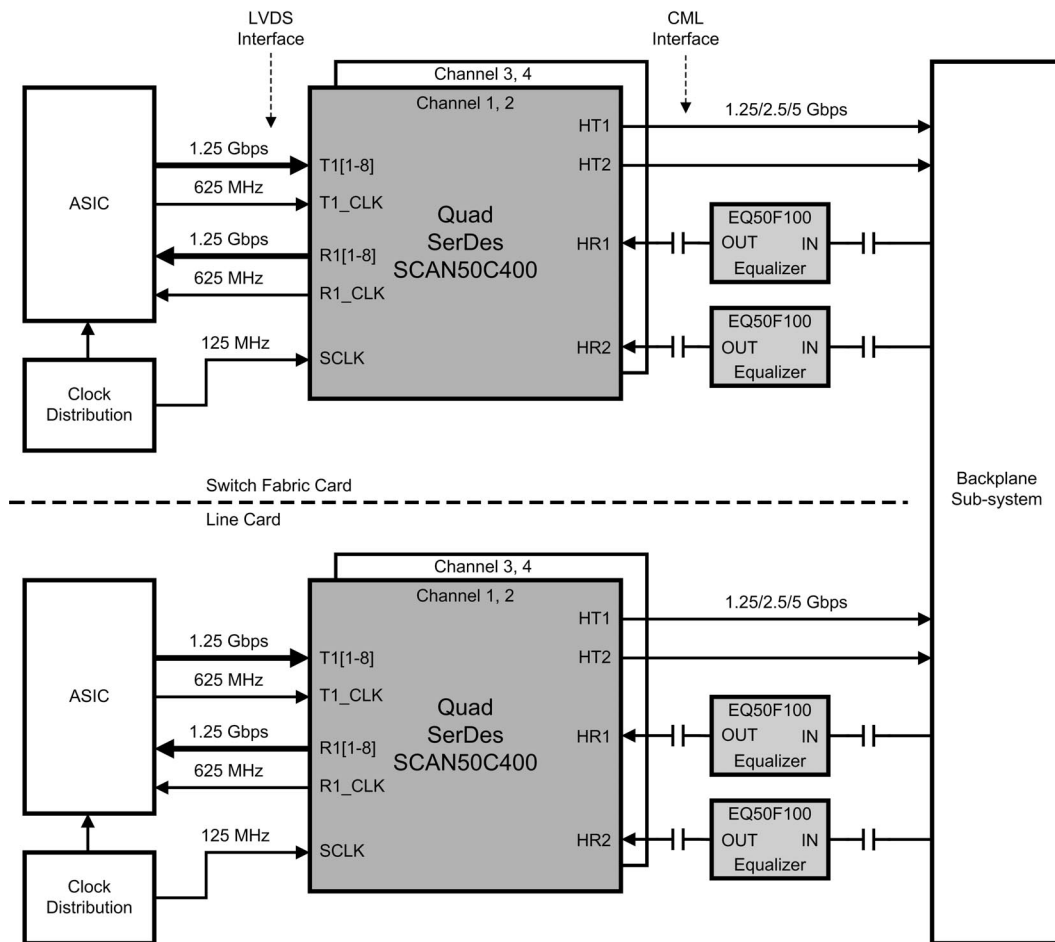 LVDS
Interface
CML
Interface
Channel 3, 4
Channel 1, 2
HT1
1.25/2.5/5 Gbps
1.25 Gbps
T1[1-8]
HT2
ASIC
625 MHz
T1_CLK
Quad
SerDes
SCAN50C400
EQ50F100
1.25 Gbps
R1[1-8]
HR1
OUT IN
Equalizer
625 MHz
R1_CLK
EQ50F100
125 MHz
SCLK
HR2
OUT IN
Equalizer
Clock
Distribution
Switch Fabric Card
Backplane
Sub-system
Line Card
Channel 3, 4
Channel 1, 2
HT1
1.25/2.5/5 Gbps
1.25 Gbps
T1[1-8]
HT2
ASIC
625 MHz
T1_CLK
Quad
SerDes
SCAN50C400
EQ50F100
1.25 Gbps
R1[1-8]
HR1
OUT IN
Equalizer
625 MHz
R1_CLK
EQ50F100
125 MHz
SCLK
HR2
OUT IN
Equalizer
Clock
Distribution